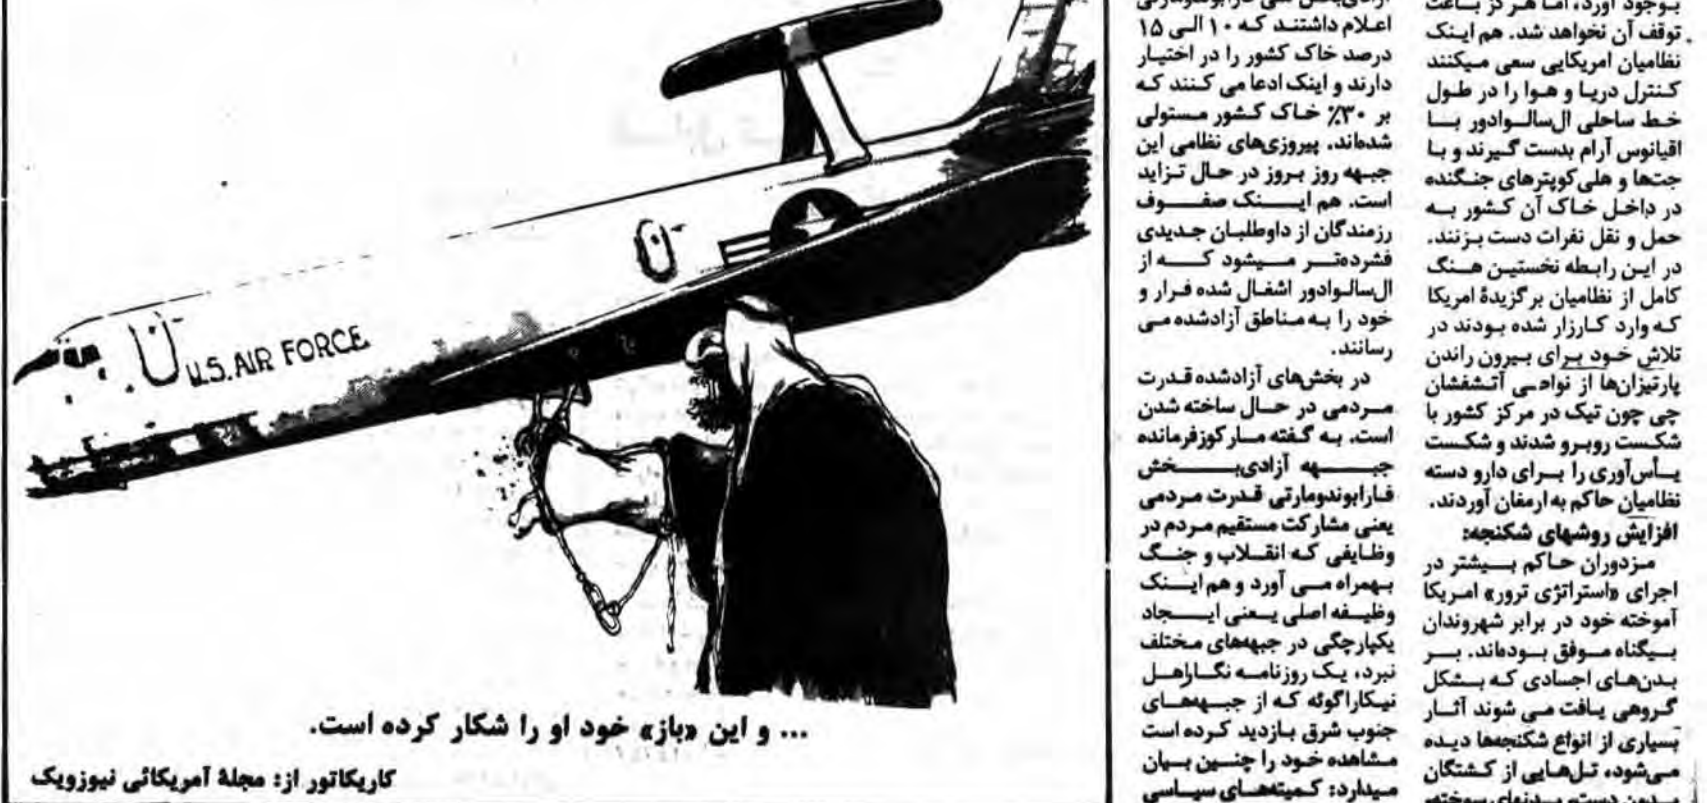 بوجود آورد، اما هرگز باعث
توقف آن نخواهد شد. هم اینک
نظامیان امریکایی سعی میکنند
کنترل دریا و هوا را در طول
خط ساحلی ال‌سالوادور با
اقیانوس آرام بدست گیرند و با
جت‌ها و هلی‌کوپترهای جنگنده
در داخل خاک آن کشور به
حمل و نقل نفرات دست بزنند.
در این رابطه نخستین هنگ
کامل از نظامیان برگزیدهٔ امریکا
که وارد کارزار شده بودند در
تلاش خود برای بیرون راندن
پارتیزان‌ها از نواحی آتشفشان
چی چون تیک در مرکز کشور با
شکست روبرو شدند و شکست
یأس‌آوری را برای دارو دسته
نظامیان حاکم به ارمغان آوردند.
افزایش روشهای شکنجه:
مزدوران حاکم بیشتر در
اجرای «استراتژی ترور» امریکا
آموخته خود در برابر شهروندان
بیگناه موفق بوده‌اند. بر
بدن‌های اجسادی که بشکل
گروهی یافت می شوند آثار
بسیاری از انواع شکنجه‌ها دیده
می‌شود، تل‌هایی از کشتگان
اعلام داشتند که ۱۰ الی ۱۵
درصد خاک کشور را در اختیار
دارند و اینک ادعا می کنند که
بر ۳۰٪ خاک کشور مستولی
شده‌اند. پیروزی‌های نظامی این
جبهه روز بروز در حال تزاید
است. هم اینک صفوف
رزمندگان از داوطلبان جدیدی
فشرده‌تر میشود که از
ال‌سالوادور اشغال شده فرار و
خود را به مناطق آزادشده می
رسانند.
در بخش‌های آزادشده قدرت
مردمی در حال ساخته شدن
است. به گفته مارکوز فرمانده
جبهه آزادی‌بخش
فارابوندومارتی قدرت مردمی
یعنی مشارکت مستقیم مردم در
وظایفی که انقلاب و جنگ
بهمراه می آورد و هم اینک
وظیفه اصلی یعنی ایجاد
یکپارچگی در جبهه‌های مختلف
نبرد، یک روزنامه نگار اهل
نیکاراگوئه که از جبهه‌های
جنوب شرق بازدید کرده است
مشاهده خود را چنین بیان
میدارد: کمیته‌های سیاسی
U.S. AIR FORCE
... و این «باز» خود او را شکار کرده است.
کاریکاتور از: مجلهٔ آمریکائی نیوزویک